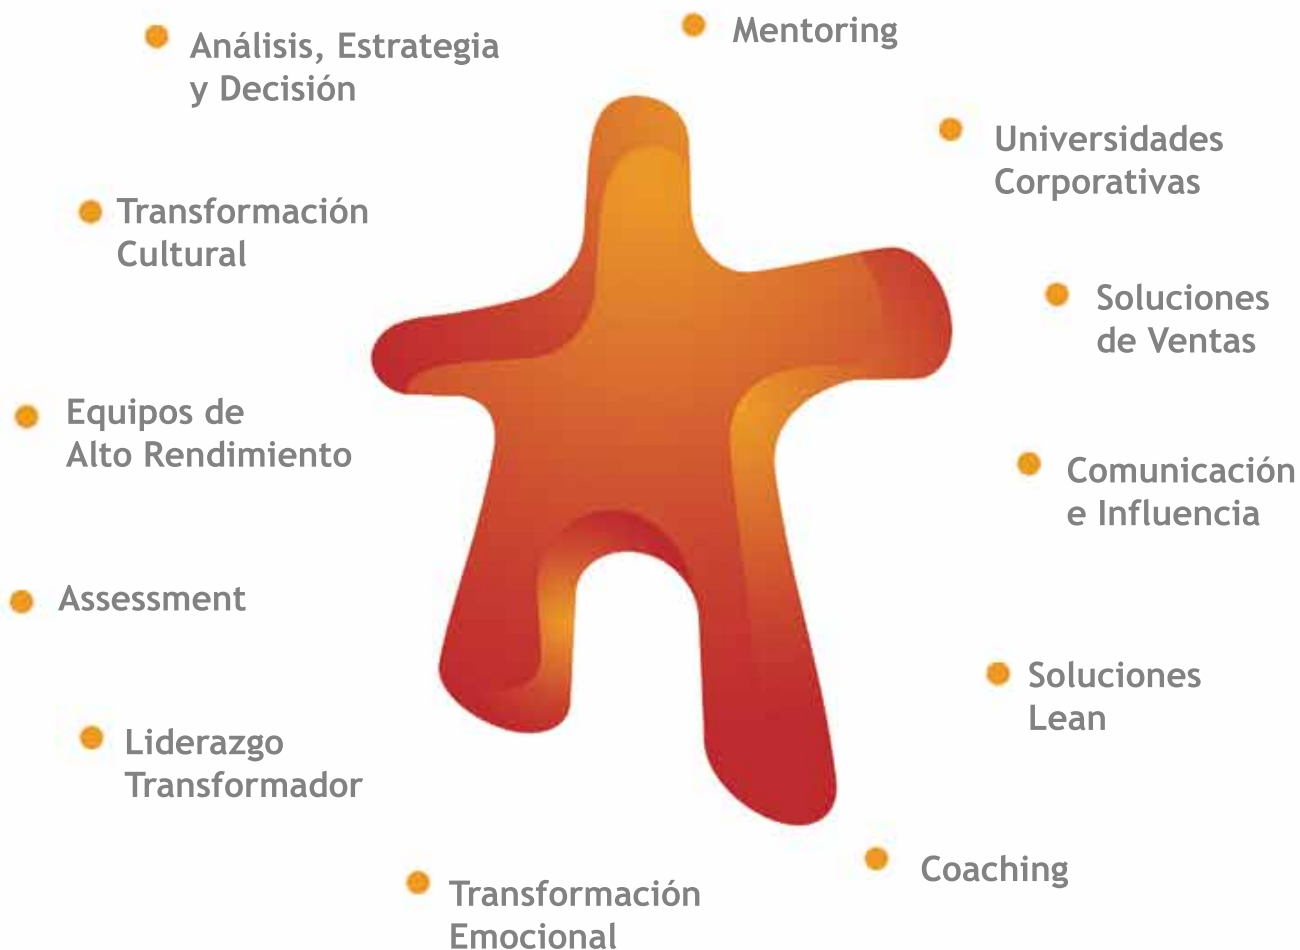 Análisis, Estrategia
y Decisión
Mentoring
Universidades
Corporativas
Transformación
Cultural
Soluciones
de Ventas
Equipos de
Alto Rendimiento
Comunicación
e Influencia
Assessment
Soluciones
Lean
Liderazgo
Transformador
Coaching
Transformación
Emocional